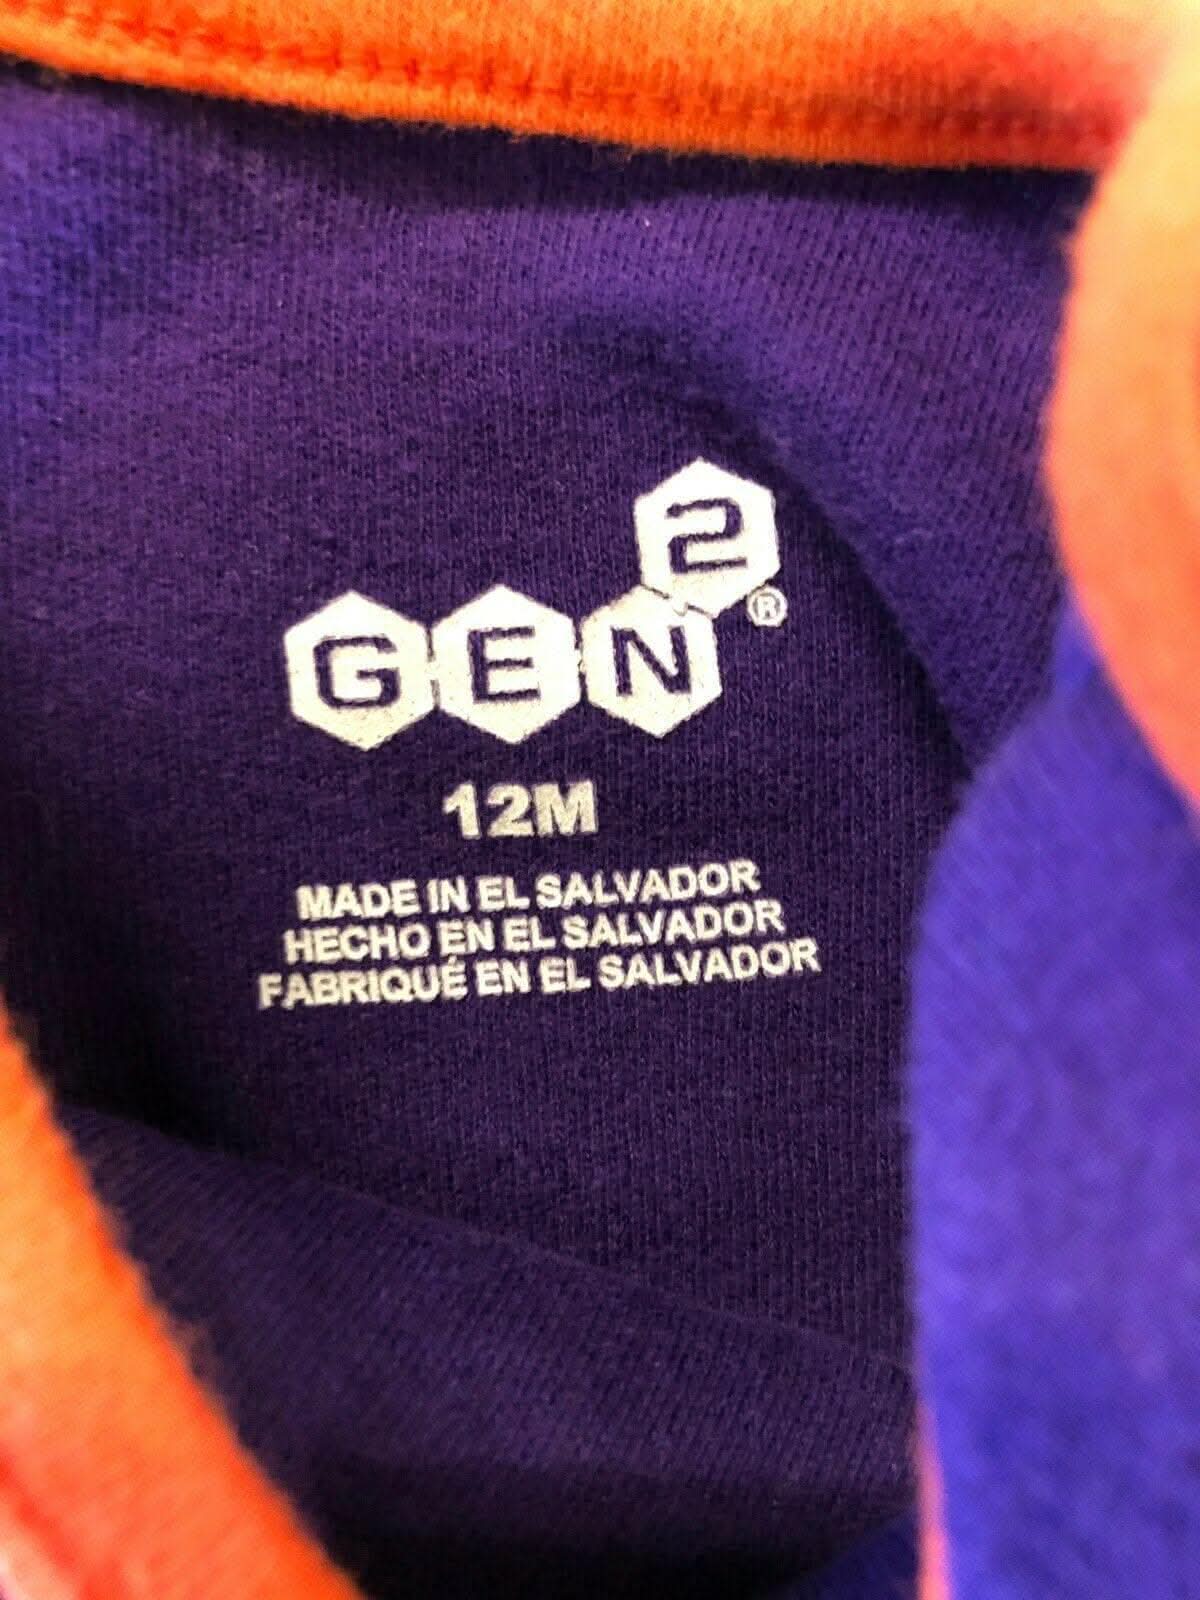 GEN2®
12M
MADE IN EL SALVADOR
HECHO EN EL SALVADOR
FABRIQUÉ EN EL SALVADOR